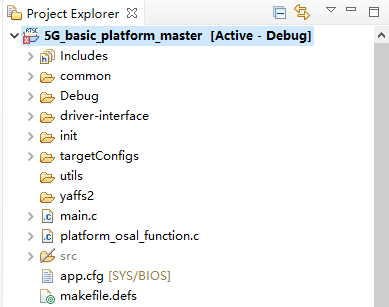 Project Explorer
5G_basic_platform_master [Active - Debug]
Includes
common
Debug
driver-interface
init
targetConfigs
utils
yaffs2
main.c
platform_osal_function.c
src
app.cfg [SYS/BIOS]
makefile.defs